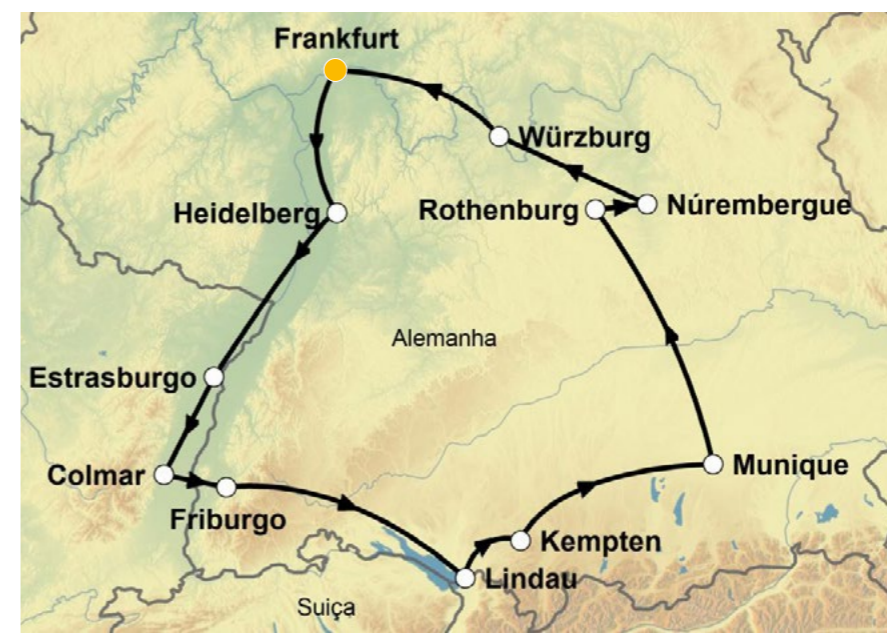 Frankfurt
Würzburg
Heidelberg
Rothenburg
Núrembergue
Alemanha
Estrasburgo
Colmar
Munique
Friburgo
Kempten
Lindau
Suiça